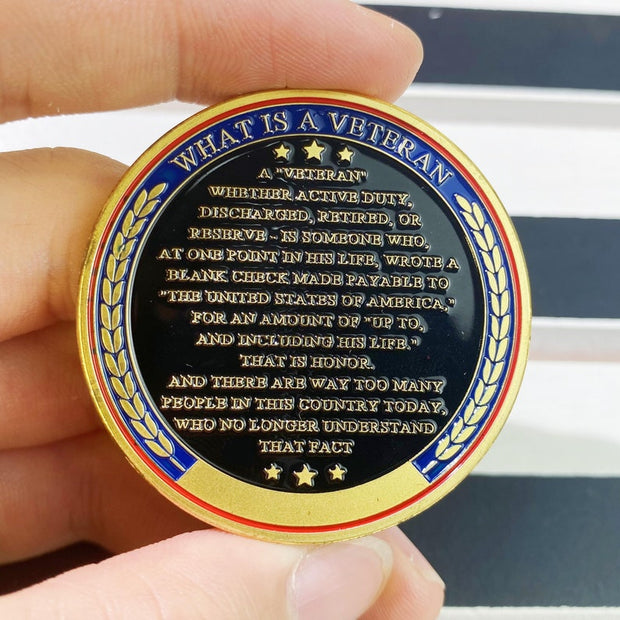 WHAT IS A VETERAN
A "VETERAN"
WHETHER ACTIVE DUTY,
DISCHARGED, RETIRED, OR
RESERVE - IS SOMEONE WHO,
AT ONE POINT IN HIS LIFE, WROTE A
BLANK CHECK MADE PAYABLE TO
"THE UNITED STATES OF AMERICA,"
FOR AN AMOUNT OF "UP TO,
AND INCLUDING HIS LIFE."
THAT IS HONOR.
AND THERE ARE WAY TOO MANY
PEOPLE IN THIS COUNTRY TODAY,
WHO NO LONGER UNDERSTAND
THAT FACT